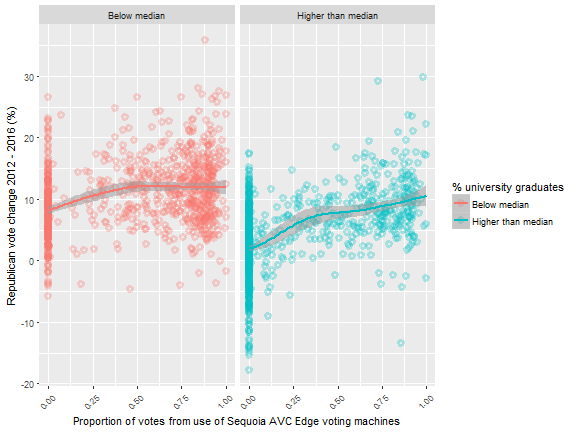 Below median
Higher than median
Republican vote change 2012 - 2016 (%)
30
20
10
0
-10
-20
0.00
0.25
0.50
0.75
1.00
0.00
0.25
0.50
0.75
1.00
Proportion of votes from use of Sequoia AVC Edge voting machines
% university graduates
Below median
Higher than median